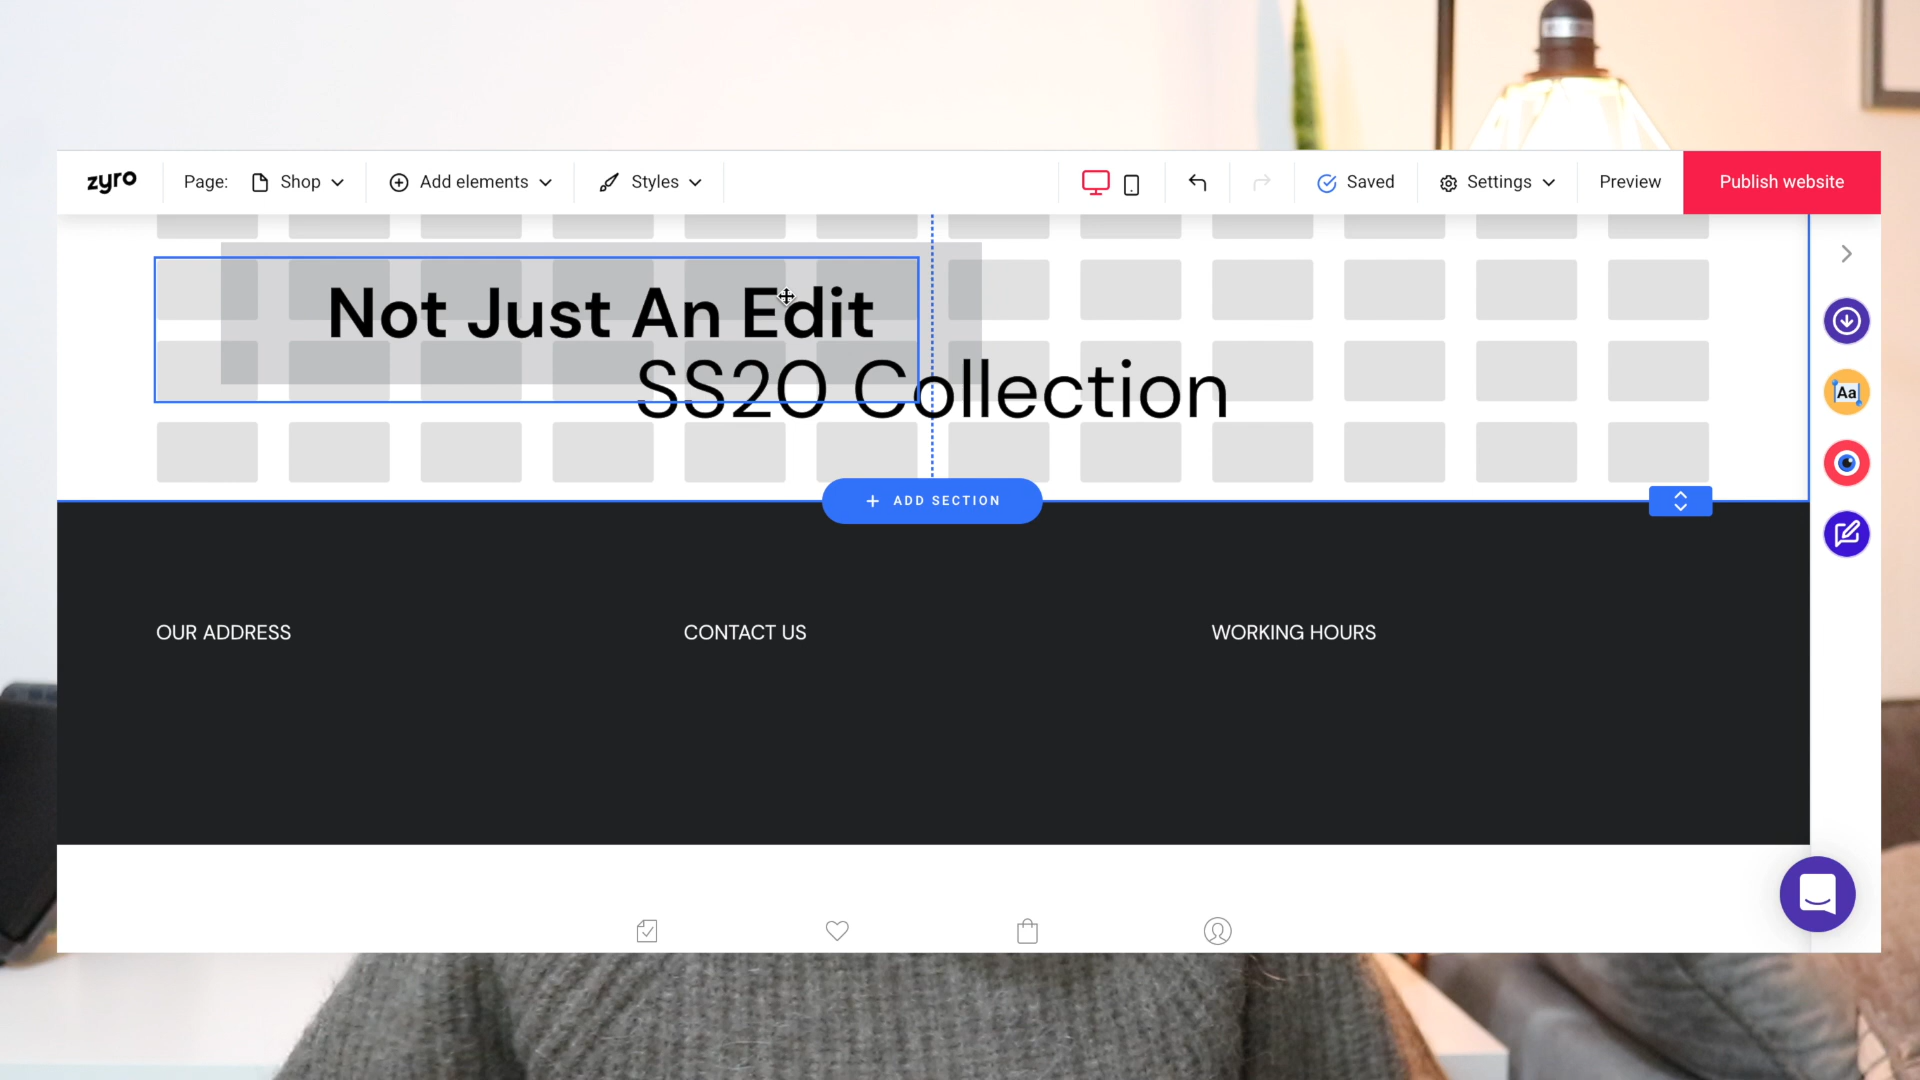 zyro
Page: Shop
Add elements
Styles
Saved
Settings
Preview
Publish website
Not Just An Edit
SS20 Collection
Aa
+ ADD SECTION
OUR ADDRESS
CONTACT US
WORKING HOURS